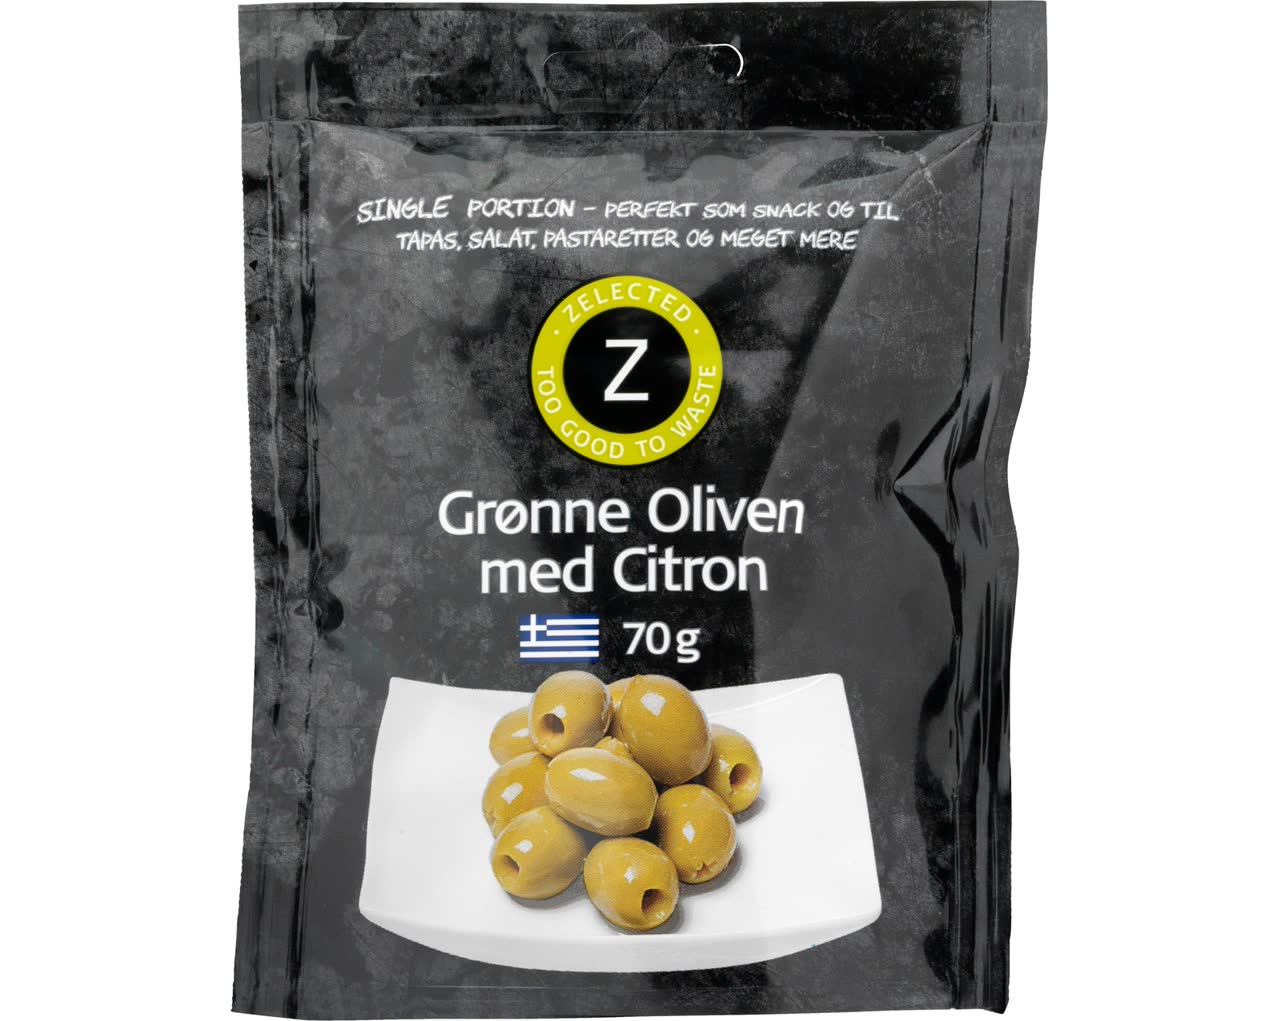 SINGLE PORTION – PERFEKT SOM SNACK OG TIL
TAPAS, SALAT, PASTARETTER OG MEGET MERE
· ZELECTED ·
Z
TOO GOOD TO WASTE
Grønne Oliven
med Citron
70 g